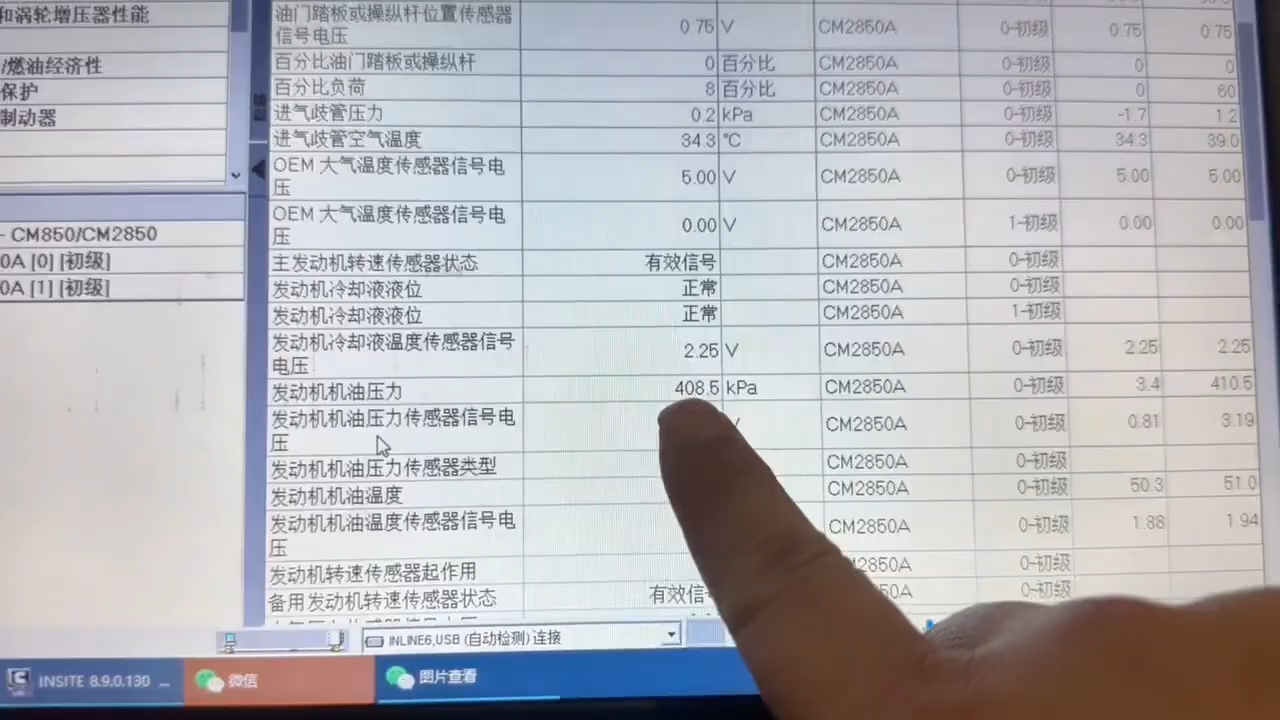 和涡轮增压器性能
/燃油经济性
保护
制动器
- CM850/CM2850
0A [0] [初级]
0A [1] [初级]
油门踏板或操纵杆位置传感器
信号电压 0.75 V CM2850A 0-初级 0.75 0.75
百分比油门踏板或操纵杆 0 百分比 CM2850A 0-初级 0 0
百分比负荷 8 百分比 CM2850A 0-初级 0 60
进气歧管压力 0.2 kPa CM2850A 0-初级 -1.7 1.2
进气歧管空气温度 34.3 ℃ CM2850A 0-初级 34.3 39.0
OEM 大气温度传感器信号电
压 5.00 V CM2850A 0-初级 5.00 5.00
OEM 大气温度传感器信号电
压 0.00 V CM2850A 1-初级 0.00 0.00
主发动机转速传感器状态 有效信号 CM2850A 0-初级
发动机冷却液液位 正常 CM2850A 0-初级
发动机冷却液液位 正常 CM2850A 1-初级
发动机冷却液温度传感器信号
电压 2.25 V CM2850A 0-初级 2.25 2.25
发动机机油压力 408.5 kPa CM2850A 0-初级 3.4 410.5
发动机机油压力传感器信号电
压 CM2850A 0-初级 0.81 3.19
发动机机油压力传感器类型 CM2850A 0-初级
发动机机油温度 CM2850A 0-初级 50.3 51.0
发动机机油温度传感器信号电
压 CM2850A 0-初级 1.88 1.94
发动机转速传感器起作用 2850A 0-初级
备用发动机转速传感器状态 有效信号 50A 0-初级
INLINE6,USB (自动检测) 连接
INSITE 8.9.0.130 ...
微信
图片查看